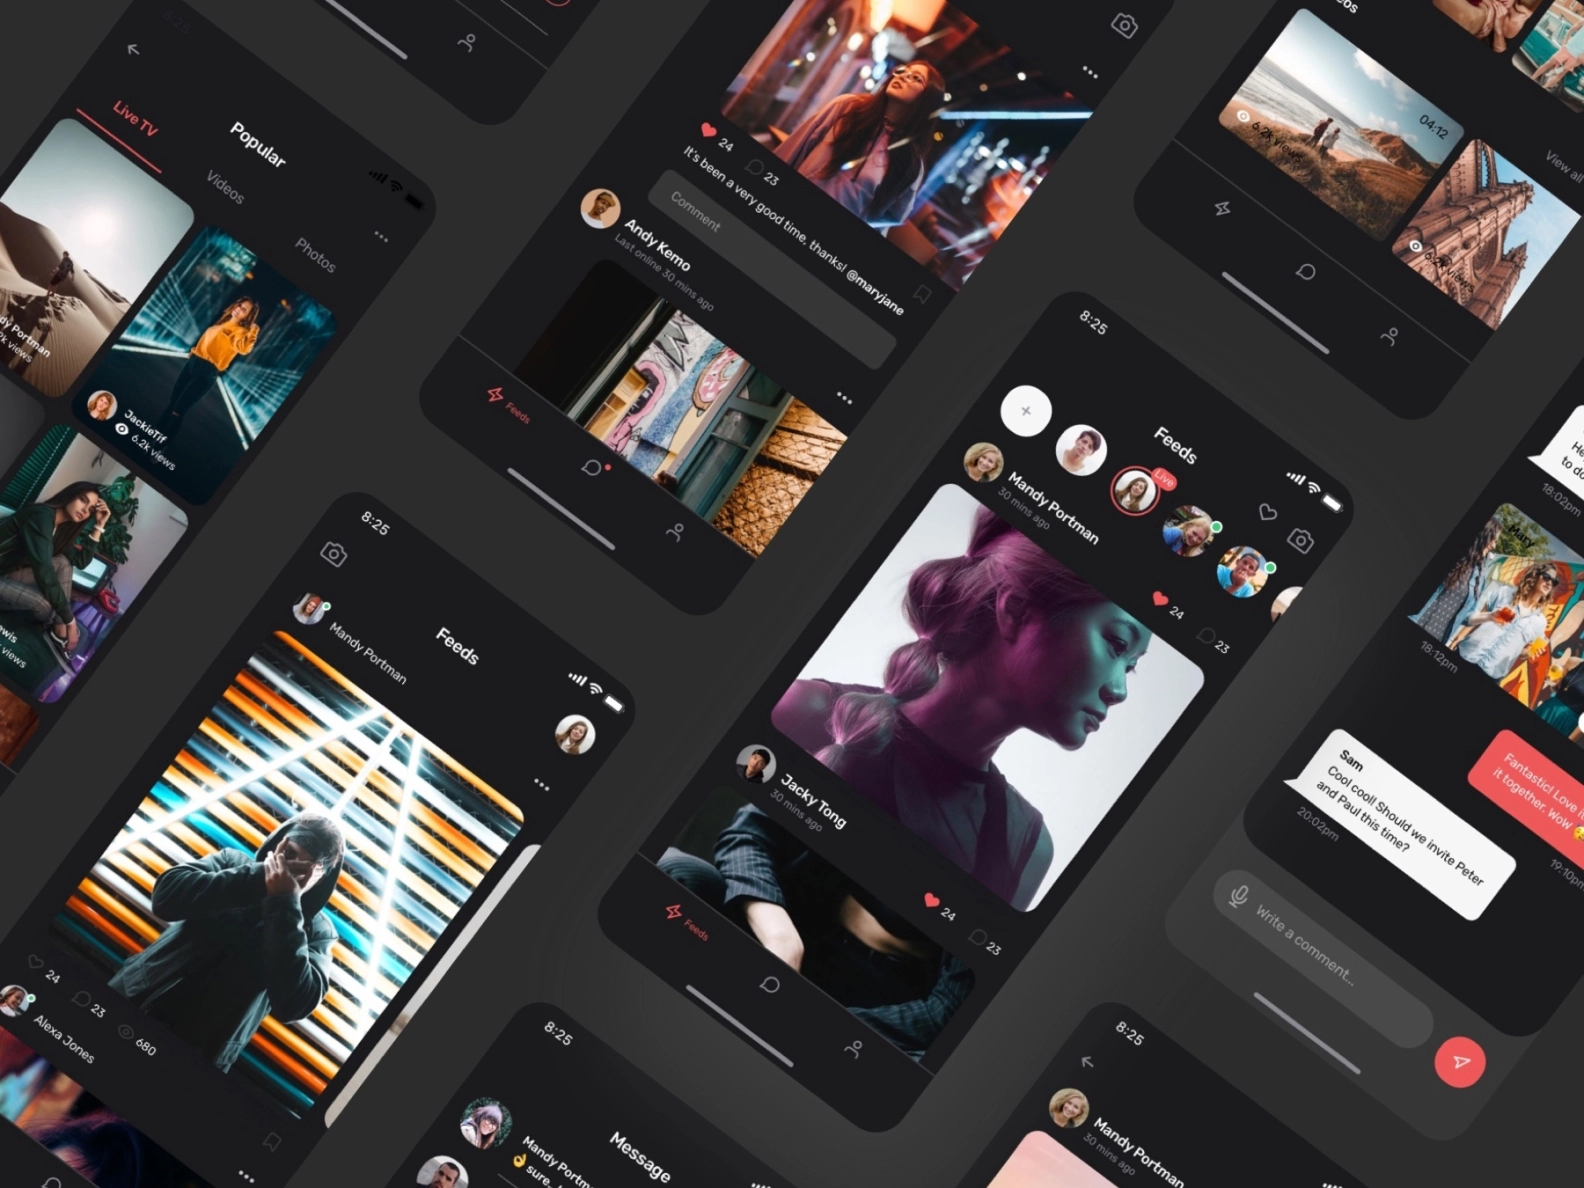 Live TV
Popular
Videos
Photos
dy Portman
2k views
JackieTif
6.2k views
ewis
views
24
23
It's been a very good time, thanks! @maryjane
Comment
Andy Kemo
Last online 30 mins ago
Feeds
04:12
6.2k views
View all
6.2k views
8:25
Feeds
Mandy Portman
24
23
680
Alexa Jones
8:25
Feeds
Live
Mandy Portman
30 mins ago
24
23
Jacky Tong
30 mins ago
24
23
Feeds
to do
18:02pm
Mary
18:12pm
Fantastic! Love it
it together. Wow
19:10pm
Sam
Cool cool! Should we invite Peter
and Paul this time?
20:02pm
Write a comment...
8:25
Message
Mandy Portm
sure..
8:25
Mandy Portman
30 mins ago